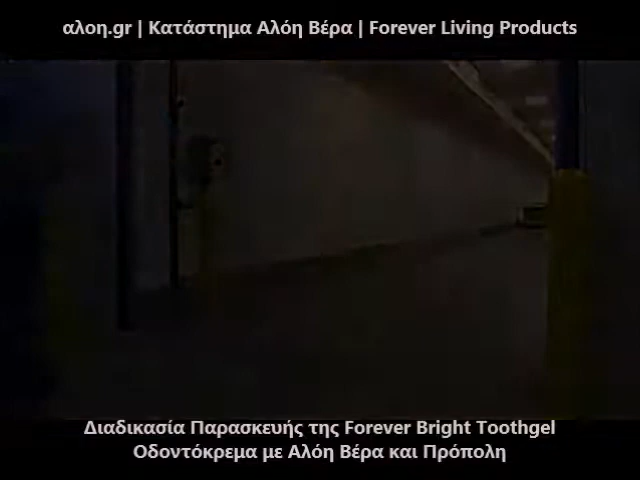 αλοη.gr | Κατάστημα Αλόη Βέρα | Forever Living Products
Διαδικασία Παρασκευής της Forever Bright Toothgel
Οδοντόκρεμα με Αλόη Βέρα και Πρόπολη